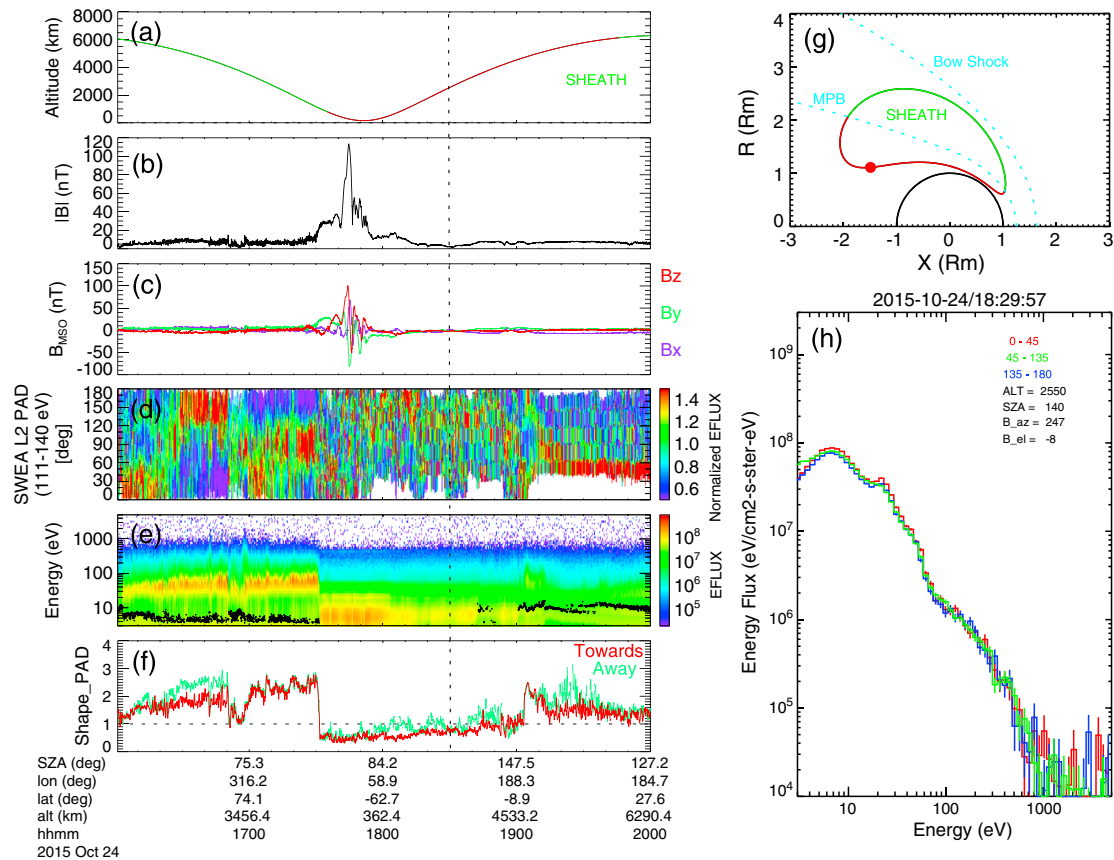 (a)
Altitude (km)
8000
6000
4000
2000
0
SHEATH
(b)
|B| (nT)
120
100
80
60
40
20
0
(c)
B_MSO (nT)
150
100
50
0
-50
-100
Bz
By
Bx
(d)
SWEA L2 PAD
(111-140 eV)
[deg]
180
150
120
90
60
30
0
1.4
1.2
1.0
0.8
0.6
Normalized EFLUX
(e)
Energy (eV)
1000
100
10
10^8
10^7
10^6
10^5
EFLUX
(f)
Shape_PAD
4
3
2
1
0
Towards
Away
SZA (deg) 75.3 84.2 147.5 127.2
lon (deg) 316.2 58.9 188.3 184.7
lat (deg) 74.1 -62.7 -8.9 27.6
alt (km) 3456.4 362.4 4533.2 6290.4
hhmm 1700 1800 1900 2000
2015 Oct 24
(g)
R (Rm)
4
3
2
1
0
Bow Shock
MPB
SHEATH
-3 -2 -1 0 1 2 3
X (Rm)
2015-10-24/18:29:57
(h)
0 - 45
45 - 135
135 - 180
ALT = 2550
SZA = 140
B_az = 247
B_el = -8
Energy Flux (eV/cm2-s-ster-eV)
10^9
10^8
10^7
10^6
10^5
10^4
10 100 1000
Energy (eV)